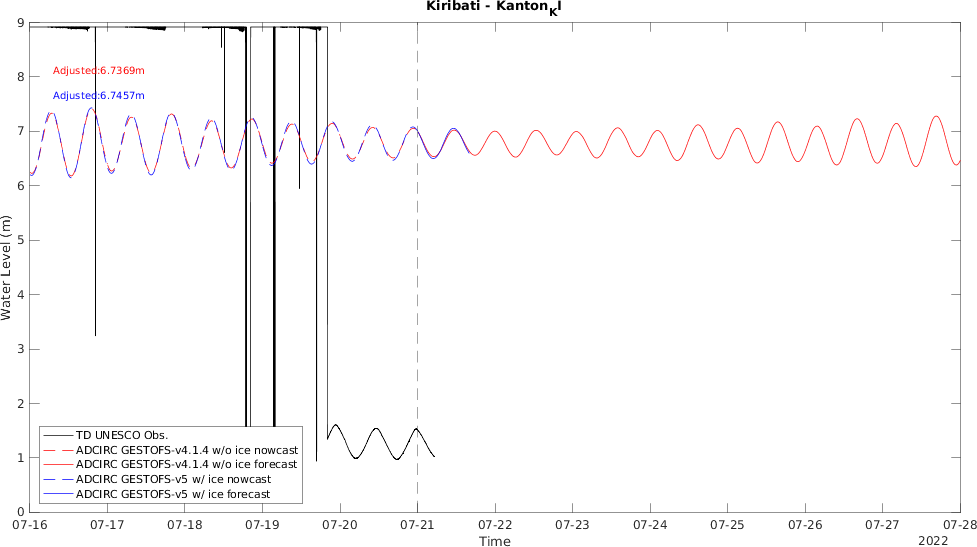 Kiribati - KantonKI
9
8
7
6
5
4
3
2
1
0
Water Level (m)
Adjusted:6.7369m
Adjusted:6.7457m
TD UNESCO Obs.
ADCIRC GESTOFS-v4.1.4 w/o ice nowcast
ADCIRC GESTOFS-v4.1.4 w/o ice forecast
ADCIRC GESTOFS-v5 w/ ice nowcast
ADCIRC GESTOFS-v5 w/ ice forecast
07-16 07-17 07-18 07-19 07-20 07-21 07-22 07-23 07-24 07-25 07-26 07-27 07-28
Time
2022